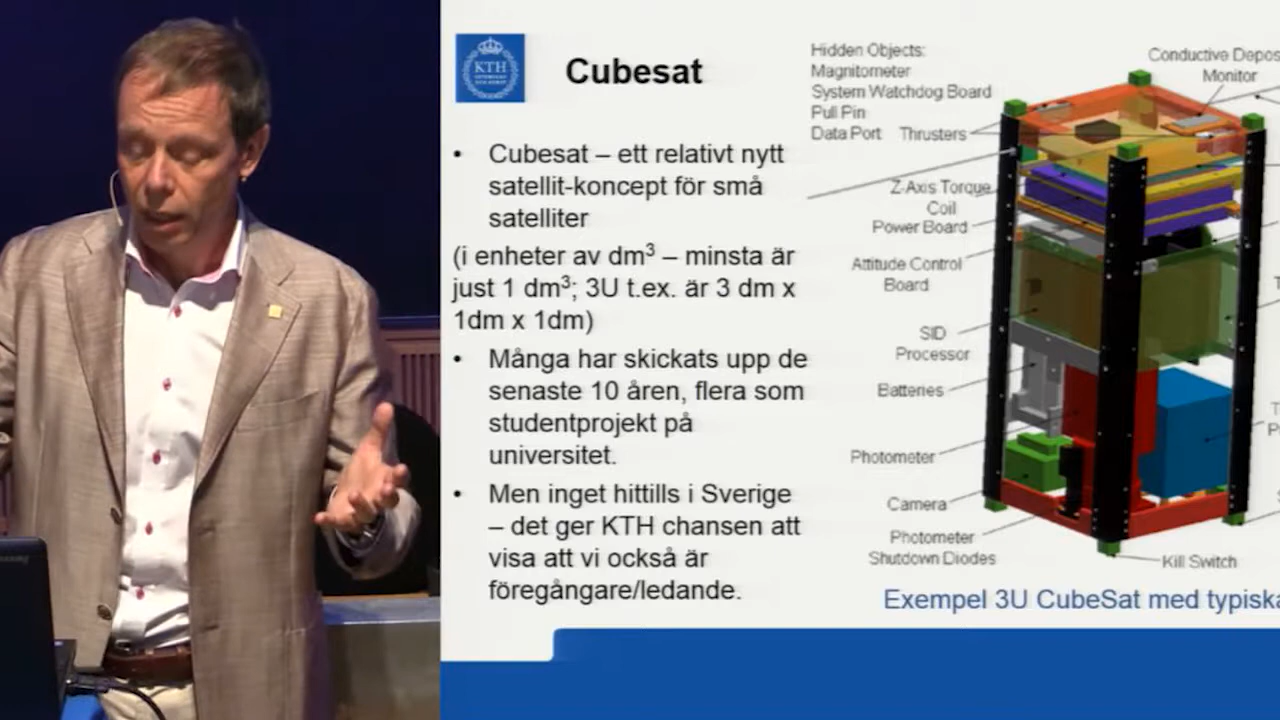 KTH
Cubesat
• Cubesat – ett relativt nytt
satellit-koncept för små
satelliter
(i enheter av dm³ – minsta är
just 1 dm³; 3U t.ex. är 3 dm x
1dm x 1dm)
• Många har skickats upp de
senaste 10 åren, flera som
studentprojekt på
universitet.
• Men inget hittills i Sverige
– det ger KTH chansen att
visa att vi också är
föregångare/ledande.
Hidden Objects:
Magnitometer
System Watchdog Board
Pull Pin
Data Port
Thrusters
Conductive Depos
Monitor
Z-Axis Torque
Coil
Power Board
Attitude Control
Board
SID
Processor
Batteries
Photometer
Camera
Photometer
Shutdown Diodes
Kill Switch
Exempel 3U CubeSat med typiska